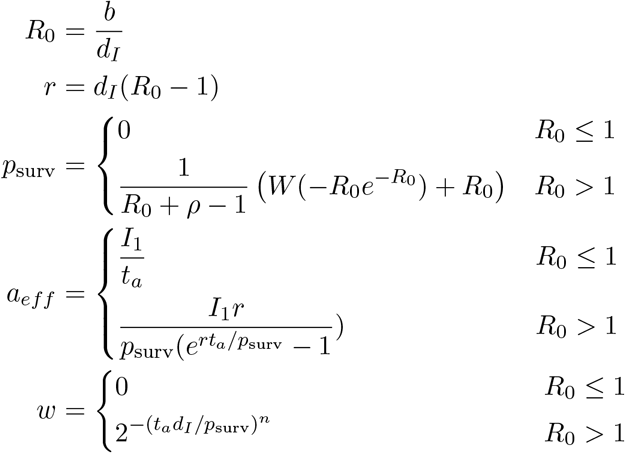 R_0 = \frac{b}{d_I}
r = d_I(R_0 - 1)
p_{\text{surv}} = \begin{cases} 0 & R_0 \leq 1 \\ \frac{1}{R_0 + \rho - 1} \left( W(-R_0 e^{-R_0}) + R_0 \right) & R_0 > 1 \end{cases}
a_{eff} = \begin{cases} \frac{I_1}{t_a} & R_0 \leq 1 \\ \frac{I_1 r}{p_{\text{surv}}(e^{r t_a / p_{\text{surv}}} - 1}) & R_0 > 1 \end{cases}
w = \begin{cases} 0 & R_0 \leq 1 \\ 2^{-(t_a d_I / p_{\text{surv}})^n} & R_0 > 1 \end{cases}